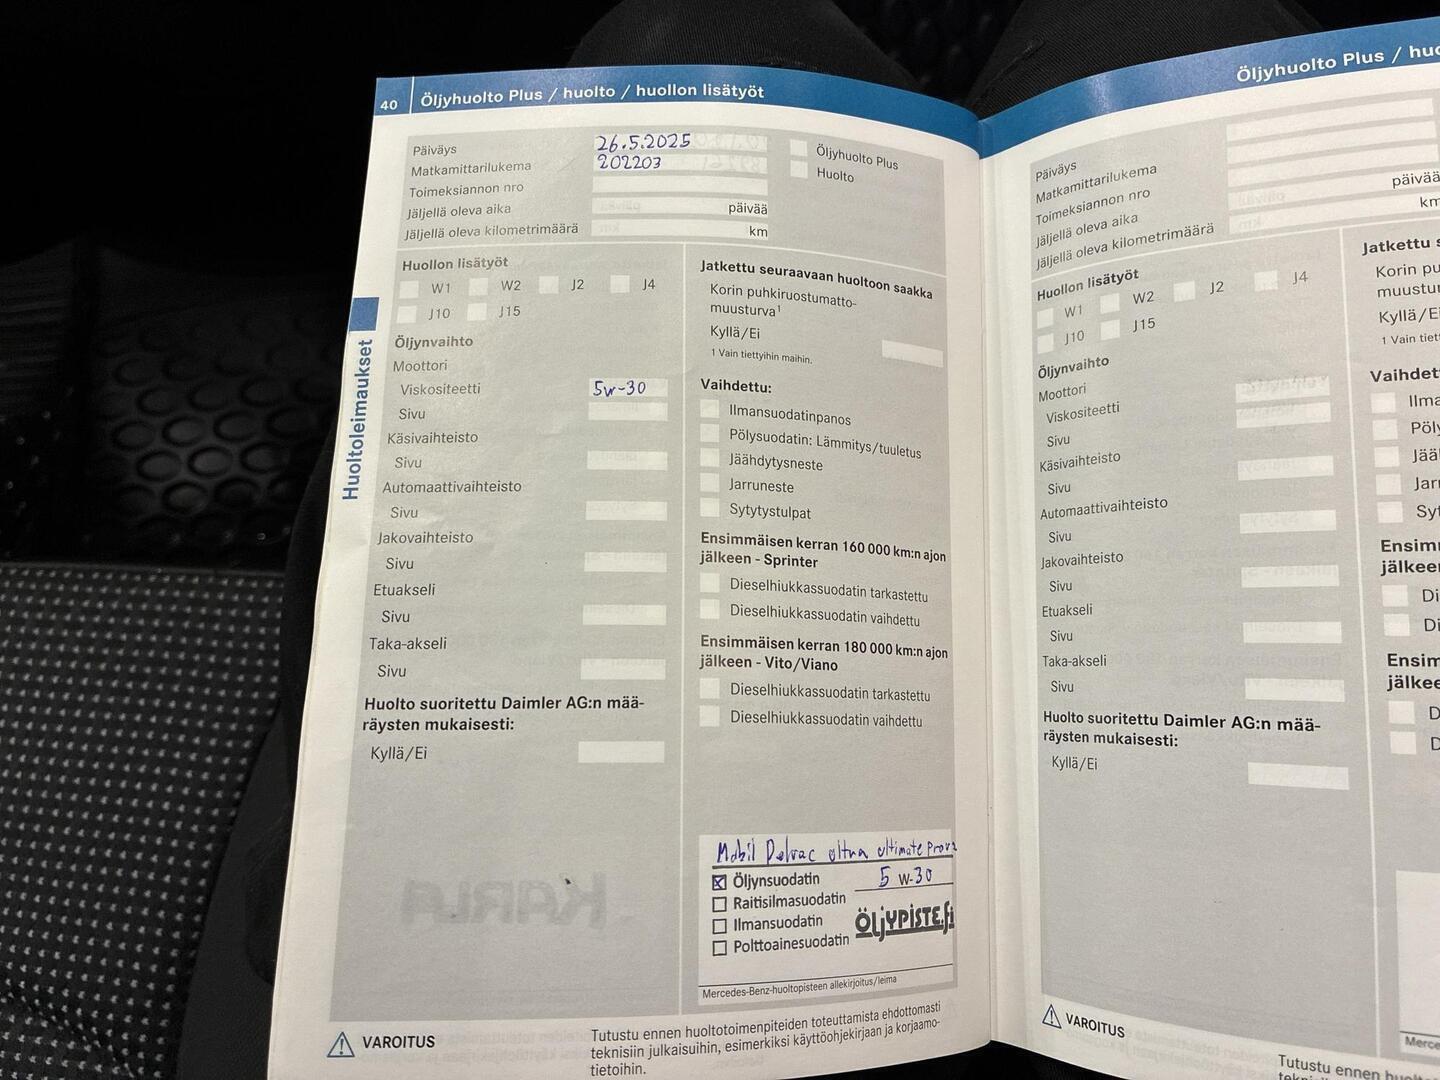 40 Öljyhuolto Plus / huolto / huollon lisätyöt
Päiväys 26.5.2025
Matkamittarilukema 202203
Toimeksiannon nro
Jäljellä oleva aika päivää
Jäljellä oleva kilometrimäärä km
Öljyhuolto Plus
Huolto
Huoltoleimaukset
Huollon lisätyöt
W1 W2 J2 J4
J10 J15
Öljynvaihto
Moottori
Viskositeetti 5w-30
Sivu
Käsivaihteisto
Sivu
Automaattivaihteisto
Sivu
Jakovaihteisto
Sivu
Etuakseli
Sivu
Taka-akseli
Sivu
Huolto suoritettu Daimler AG:n mää-
räysten mukaisesti:
Kyllä/Ei
Jatkettu seuraavaan huoltoon saakka
Korin puhkiruostumatto-
muusturva¹
Kyllä/Ei
1 Vain tiettyihin maihin.
Vaihdettu:
Ilmansuodatinpanos
Pölysuodatin: Lämmitys/tuuletus
Jäähdytysneste
Jarruneste
Sytytystulpat
Ensimmäisen kerran 160 000 km:n ajon
jälkeen - Sprinter
Dieselhiukkassuodatin tarkastettu
Dieselhiukkassuodatin vaihdettu
Ensimmäisen kerran 180 000 km:n ajon
jälkeen - Vito/Viano
Dieselhiukkassuodatin tarkastettu
Dieselhiukkassuodatin vaihdettu
Mobil Delvac ultra ultimate
5 w-30
Öljynsuodatin
Raitisilmasuodatin
Ilmansuodatin
Polttoainesuodatin
ÖLJYPISTE.fi
Mercedes-Benz-huoltopisteen allekirjoitus/leima
VAROITUS
Tutustu ennen huoltotoimenpiteiden toteuttamista ehdottomasti
teknisiin julkaisuihin, esimerkiksi käyttöohjekirjaan ja korjaamo-
tietoihin.
Öljyhuolto Plus / huo
Päiväys
Matkamittarilukema
Toimeksiannon nro
Jäljellä oleva aika päivää
Jäljellä oleva kilometrimäärä km
Huollon lisätyöt
W1 W2 J2 J4
J10 J15
Öljynvaihto
Moottori
Viskositeetti
Sivu
Käsivaihteisto
Sivu
Automaattivaihteisto
Sivu
Jakovaihteisto
Sivu
Etuakseli
Sivu
Taka-akseli
Sivu
Huolto suoritettu Daimler AG:n mää-
räysten mukaisesti:
Kyllä/Ei
Jatkettu
Korin
Kyllä/E
1 Vain
Vaihdet
Ensim
jälkeer
Ensim
jälkee
VAROITUS
Tutustu ennen